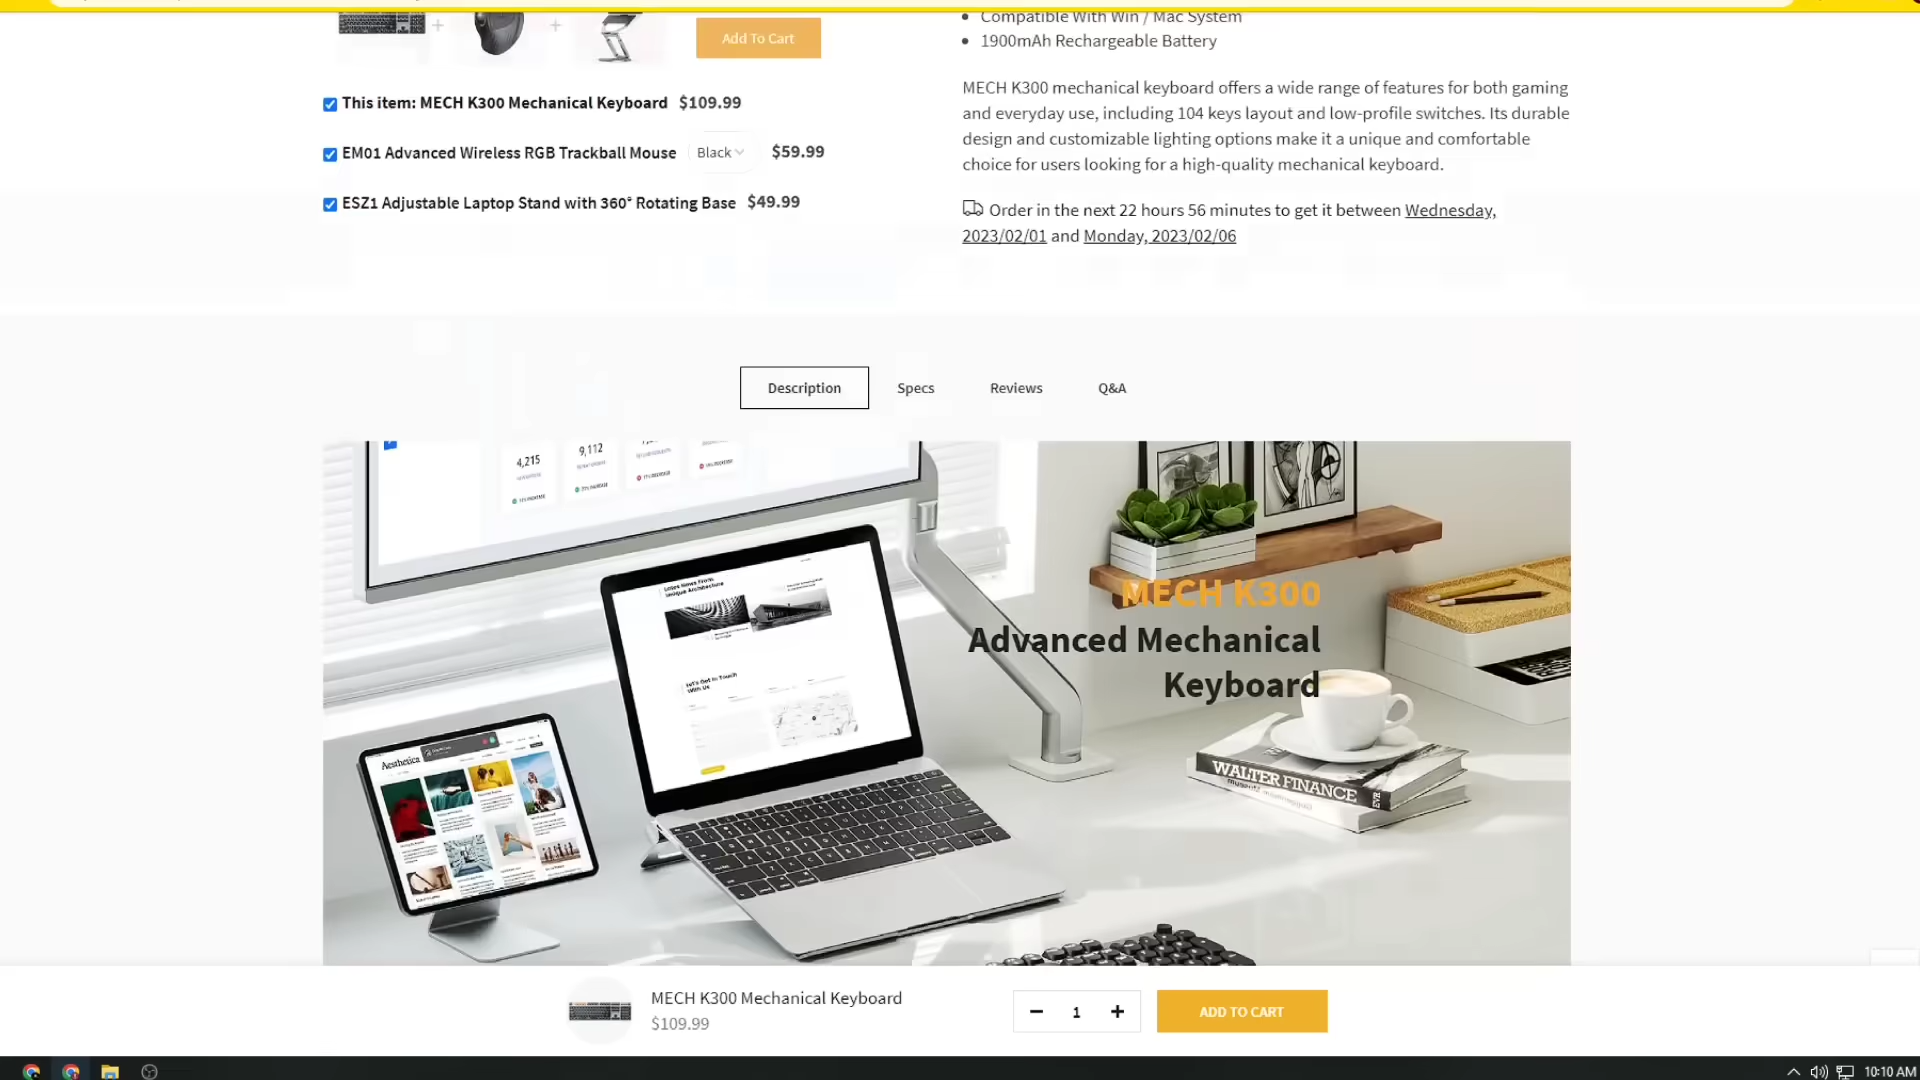 Compatible With Win / Mac System
1900mAh Rechargeable Battery
Add To Cart
This item: MECH K300 Mechanical Keyboard $109.99
EM01 Advanced Wireless RGB Trackball Mouse Black $59.99
ESZ1 Adjustable Laptop Stand with 360° Rotating Base $49.99
MECH K300 mechanical keyboard offers a wide range of features for both gaming
and everyday use, including 104 keys layout and low-profile switches. Its durable
design and customizable lighting options make it a unique and comfortable
choice for users looking for a high-quality mechanical keyboard.
Order in the next 22 hours 56 minutes to get it between Wednesday,
2023/02/01 and Monday, 2023/02/06
Description Specs Reviews Q&A
4,215
9,112
MECH K300
Advanced Mechanical
Keyboard
Let's Get In Touch
With Us
Aesthetica
WALTER FINANCE
MECH K300 Mechanical Keyboard
$109.99
1
ADD TO CART
10:10 AM